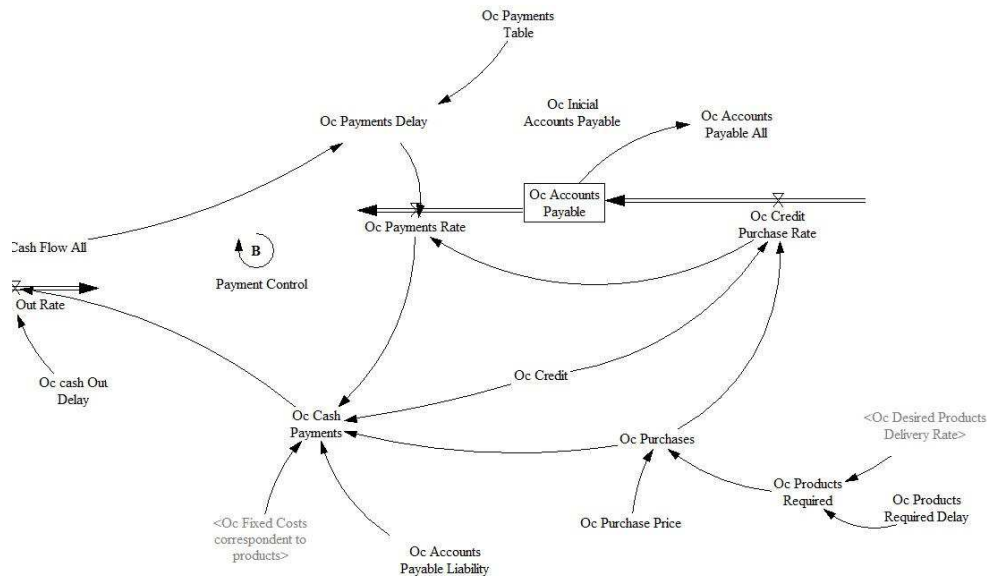 Oc Payments
Table
Oc Payments Delay
Oc Inicial
Accounts Payable
Oc Accounts
Payable All
Oc Accounts
Payable
Oc Payments Rate
Oc Credit
Purchase Rate
Cash Flow All
B
Payment Control
Out Rate
Oc cash Out
Delay
Oc Credit
Oc Cash
Payments
Oc Purchases
<Oc Desired Products
Delivery Rate>
Oc Products
Required
Oc Products
Required Delay
Oc Purchase Price
<Oc Fixed Costs
correspondent to
products>
Oc Accounts
Payable Liability